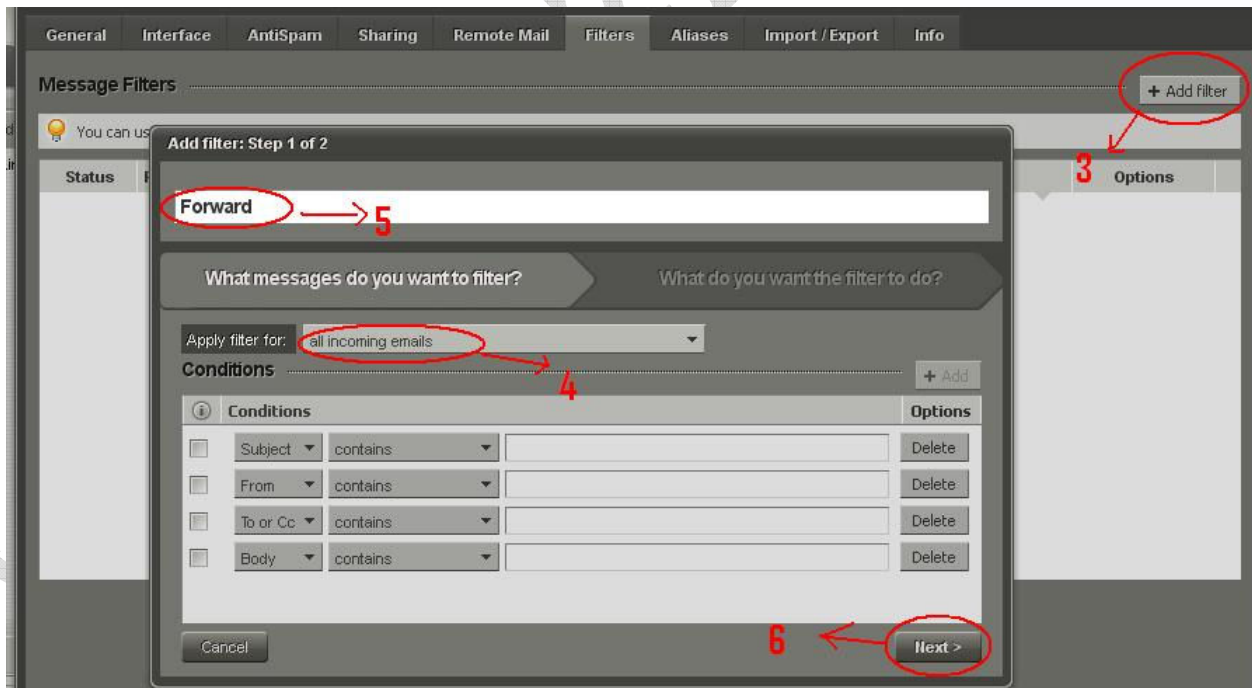 General Interface AntiSpam Sharing Remote Mail Filters Aliases Import / Export Info
Message Filters
+ Add filter
You can us
Add filter: Step 1 of 2
3
Status
Options
Forward
5
What messages do you want to filter?
What do you want the filter to do?
Apply filter for: all incoming emails
4
Conditions
+ Add
Conditions Options
Subject contains Delete
From contains Delete
To or Cc contains Delete
Body contains Delete
6
Cancel
Next >